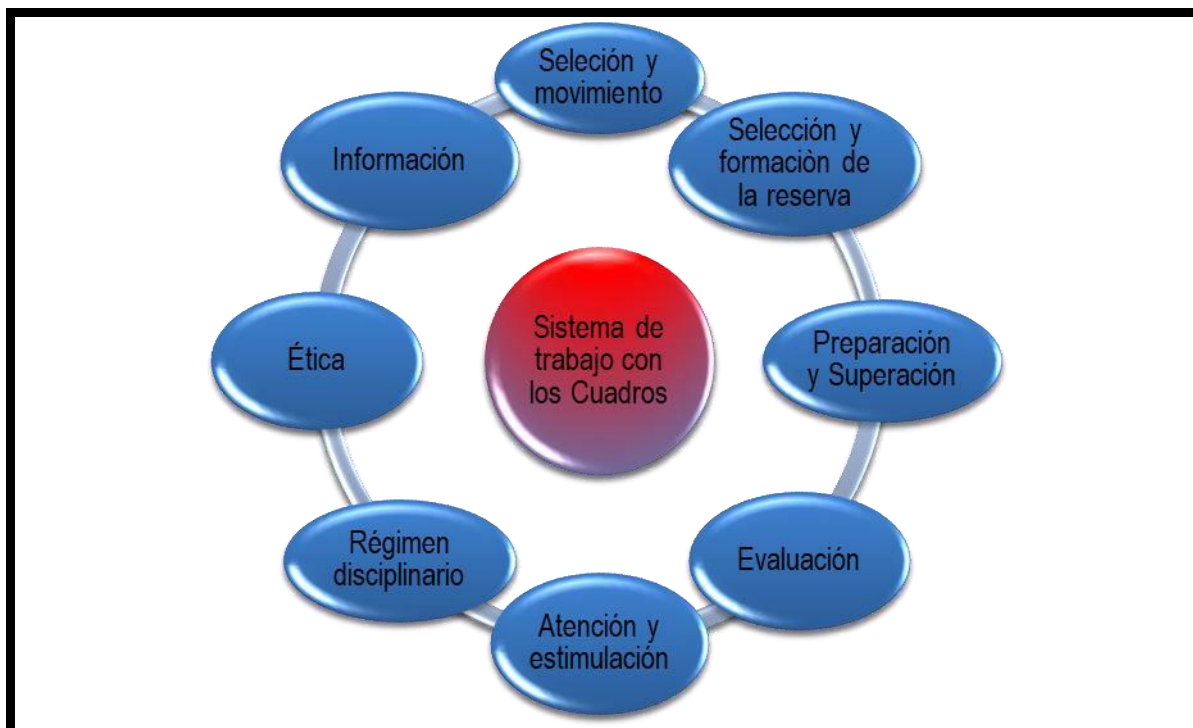 Seleción y
movimiento
Selección y
formaciòn de
la reserva
Preparación
y Superación
Evaluación
Atención y
estimulación
Régimen
disciplinario
Ética
Información
Sistema de
trabajo con
los Cuadros